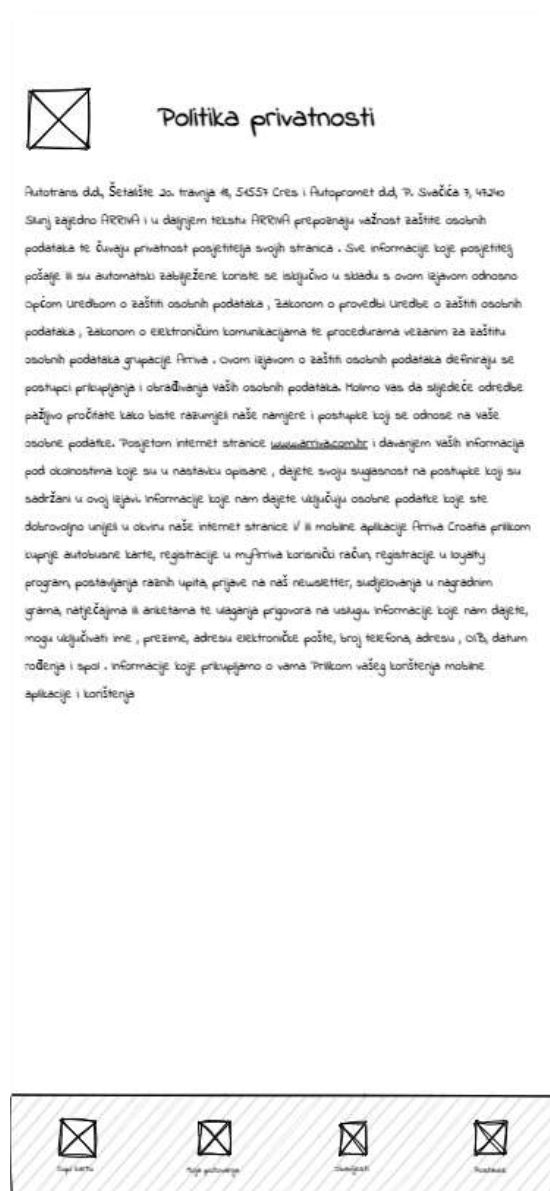 Politika privatnosti
Autotrans d.d., Šetalište 20. travnja 18, 51557 Cres i Autopromet d.d, P. Svačića 7, 47240
Slunj zajedno ARRIVA i u daljnjem tekstu ARRIVA prepoznaju važnost zaštite osobnih
podataka te čuvaju privatnost posjetitelja svojih stranica . Sve informacije koje posjetitelj
pošalje ili su automatski zabilježene koriste se isključivo u skladu s ovom izjavom odnosno
Općom uredbom o zaštiti osobnih podataka , Zakonom o provedbi Uredbe o zaštiti osobnih
podataka , Zakonom o elektroničkim komunikacijama te procedurama vezanim za zaštitu
osobnih podataka grupacije Arriva . Ovom izjavom o zaštiti osobnih podataka definiraju se
postupci prikupljanja i obrađivanja Vaših osobnih podataka. Molimo Vas da slijedeće odredbe
pažljivo pročitate kako biste razumjeli naše namjere i postupke koji se odnose na Vaše
osobne podatke. Posjetom internet stranice www.arriva.com.hr i davanjem Vaših informacija
pod okolnostima koje su u nastavku opisane , dajete svoju suglasnost na postupke koji su
sadržani u ovoj izjavi. Informacije koje nam dajete uključuju osobne podatke koje ste
dobrovoljno unijeli u okviru naše internet stranice i/ ili mobilne aplikacije Arriva Croatia prilikom
kupnje autobusne karte, registracije u myArriva korisnički račun, registracije u loyalty
program, postavljanja raznih upita, prijave na naš newsletter, sudjelovanja u nagradnim
grama, natječajima ili anketama te ulaganja prigovora na uslugu. Informacije koje nam dajete,
mogu uključivati ime , prezime, adresu elektroničke pošte, broj telefona, adresu , OIB, datum
rođenja i spol . Informacije koje prikupljamo o vama Prilikom vašeg korištenja mobilne
aplikacije i korištenja
Kupi kartu Moja putovanja Obavijesti Postavke